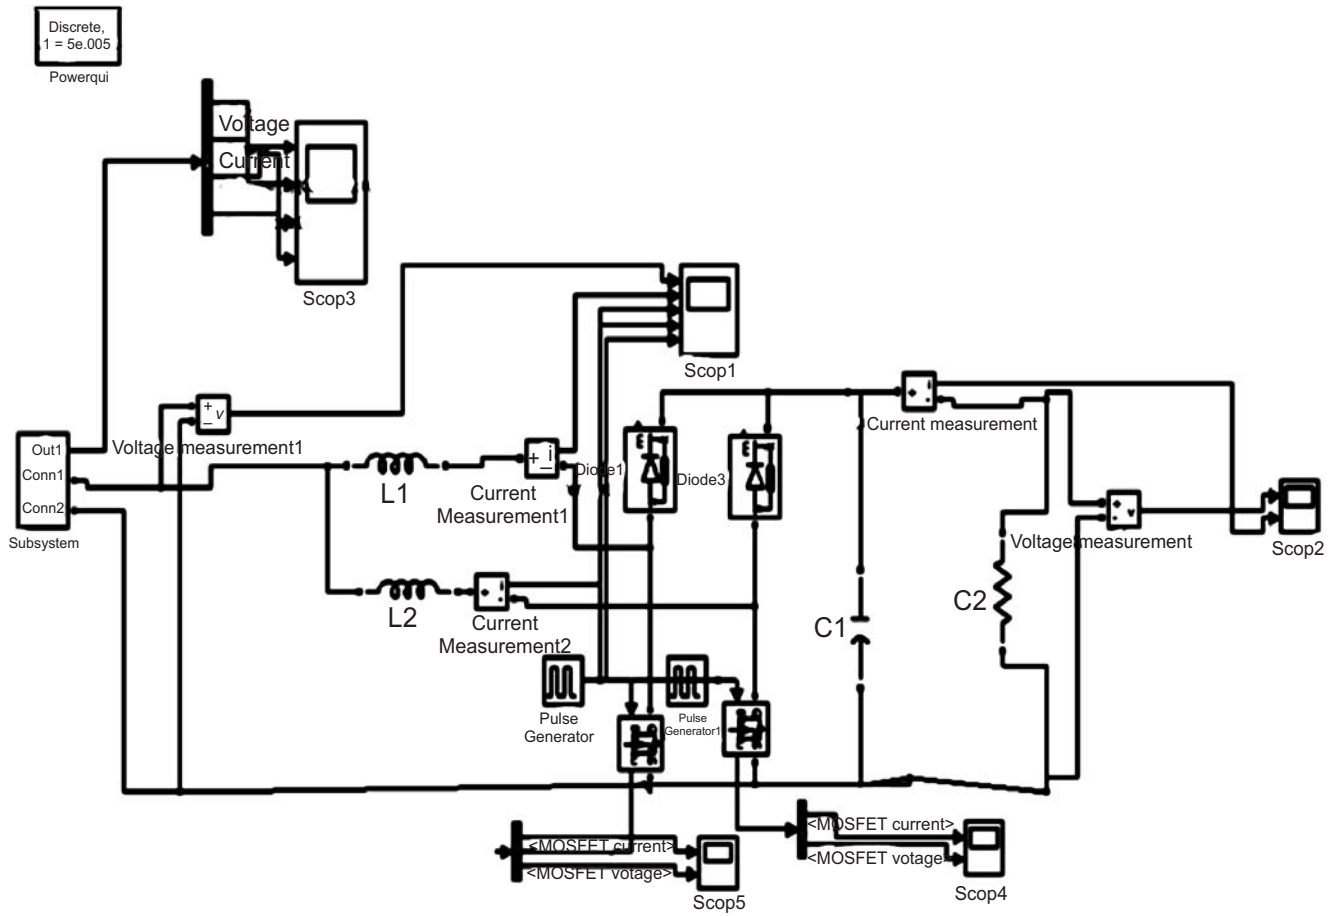 Discrete,
1 = 5e.005
Powerqui
Voltage
Current
Scop3
Scop1
Out1
Conn1
Conn2
Subsystem
+
-
v
Voltage measurement1
L1
+
-
i
Current
Measurement1
Diode1
Diode3
Current measurement
Voltage measurement
Scop2
L2
Current
Measurement2
C1
C2
Pulse
Generator
Pulse
Generator1
<MOSFET current>
<MOSFET votage>
Scop5
<MOSFET current>
<MOSFET votage>
Scop4